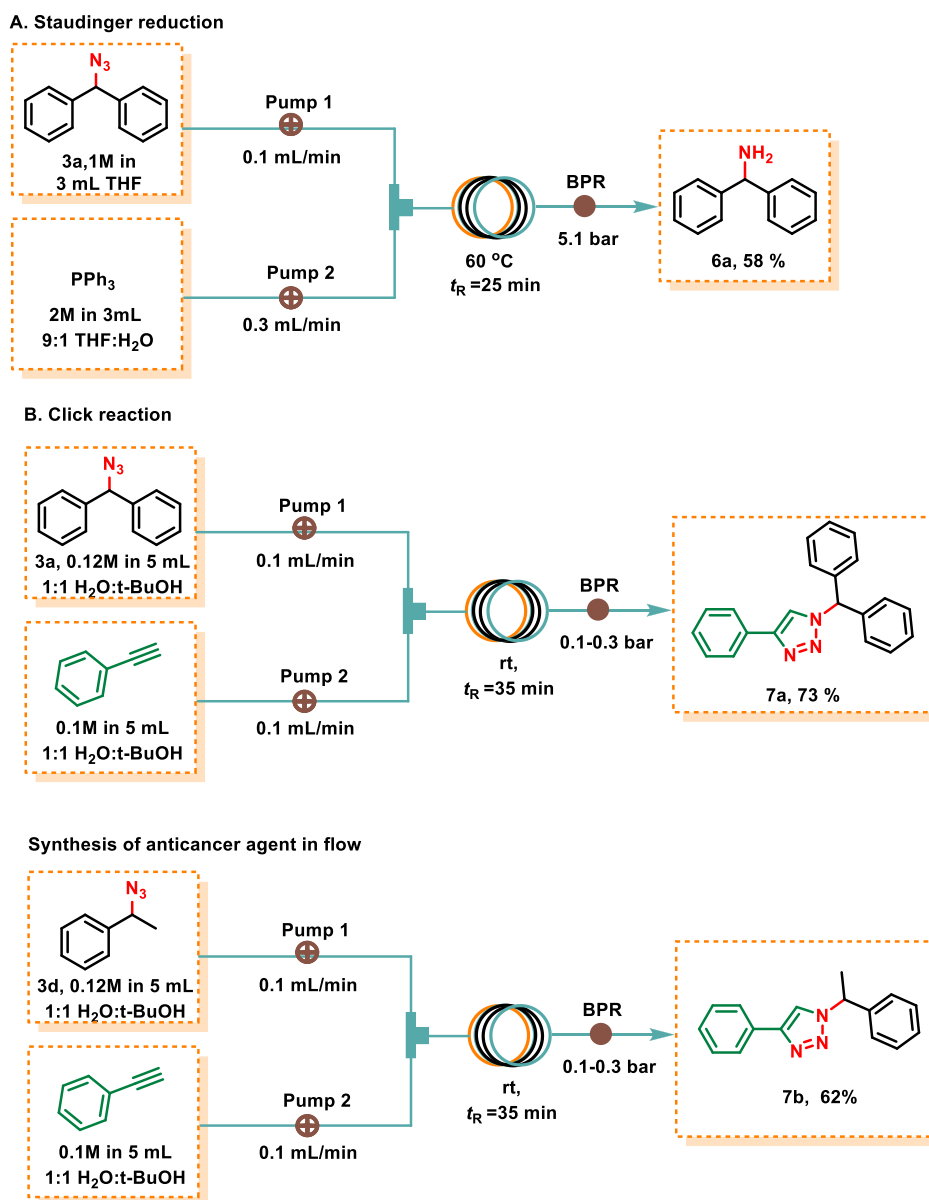 A. Staudinger reduction
N3
3a,1M in
3 mL THF
Pump 1
0.1 mL/min
PPh3
2M in 3mL
9:1 THF:H2O
Pump 2
0.3 mL/min
60 °C
tR =25 min
BPR
5.1 bar
NH2
6a, 58 %
B. Click reaction
N3
3a, 0.12M in 5 mL
1:1 H2O:t-BuOH
Pump 1
0.1 mL/min
0.1M in 5 mL
1:1 H2O:t-BuOH
Pump 2
0.1 mL/min
rt,
tR =35 min
BPR
0.1-0.3 bar
N
N
N
7a, 73 %
Synthesis of anticancer agent in flow
N3
3d, 0.12M in 5 mL
1:1 H2O:t-BuOH
Pump 1
0.1 mL/min
0.1M in 5 mL
1:1 H2O:t-BuOH
Pump 2
0.1 mL/min
rt,
tR =35 min
BPR
0.1-0.3 bar
N
N
N
7b, 62%